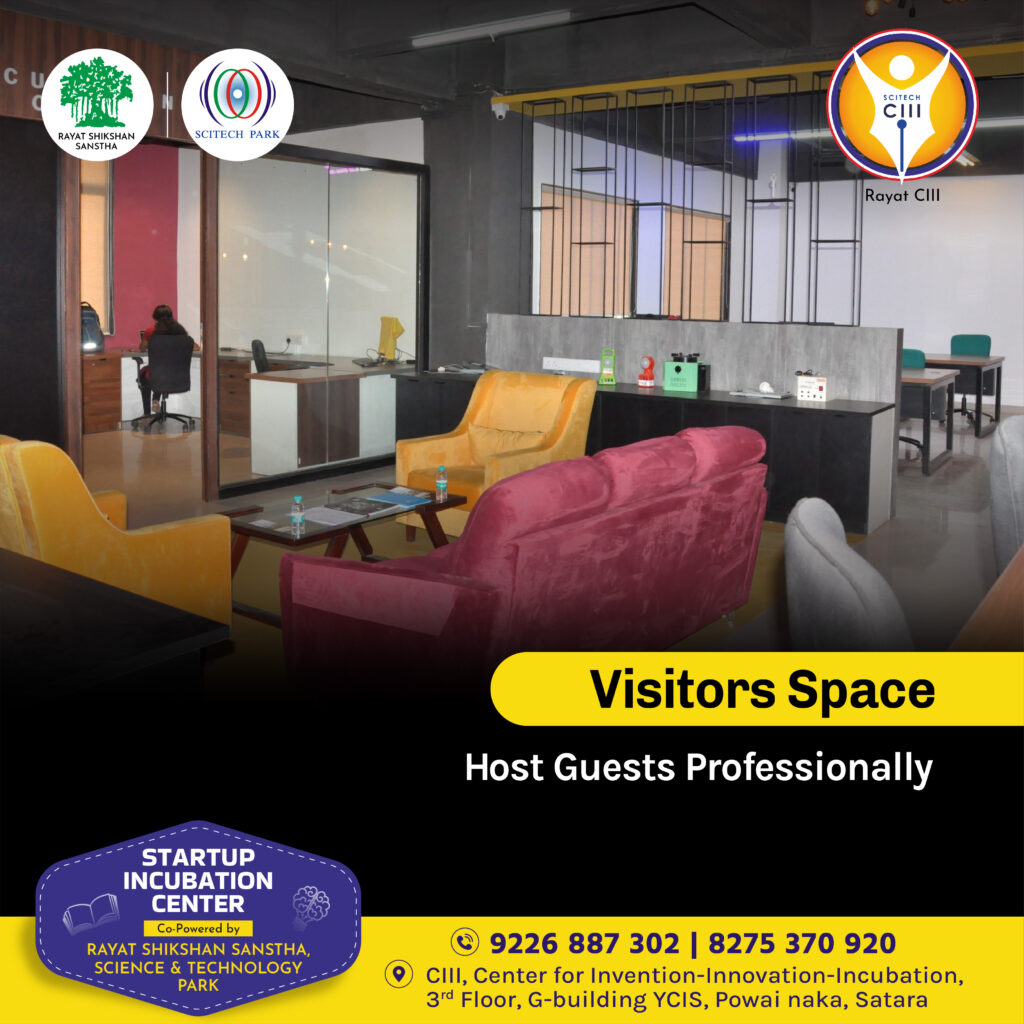 RAYAT SHIKSHAN
SANSTHA
SCITECH PARK
SCITECH
CIII
Rayat CIII
Visitors Space
Host Guests Professionally
STARTUP
INCUBATION
CENTER
Co-Powered by
RAYAT SHIKSHAN SANSTHA,
SCIENCE & TECHNOLOGY
PARK
9226 887 302 | 8275 370 920
CIII, Center for Invention-Innovation-Incubation,
3rd Floor, G-building YCIS, Powai naka, Satara